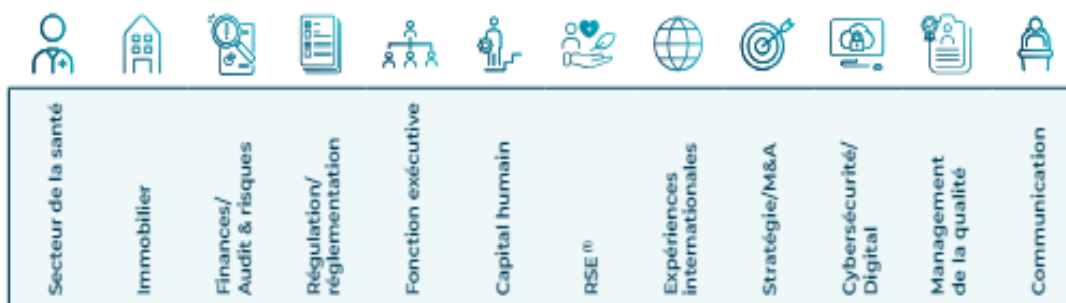 Secteur de la santé
Immobilier
Finances/
Audit & risques
Régulation/
réglementation
Fonction exécutive
Capital humain
RSE (1)
Expériences
internationales
Stratégie/M&A
Cybersécurité/
Digital
Management
de la qualité
Communication